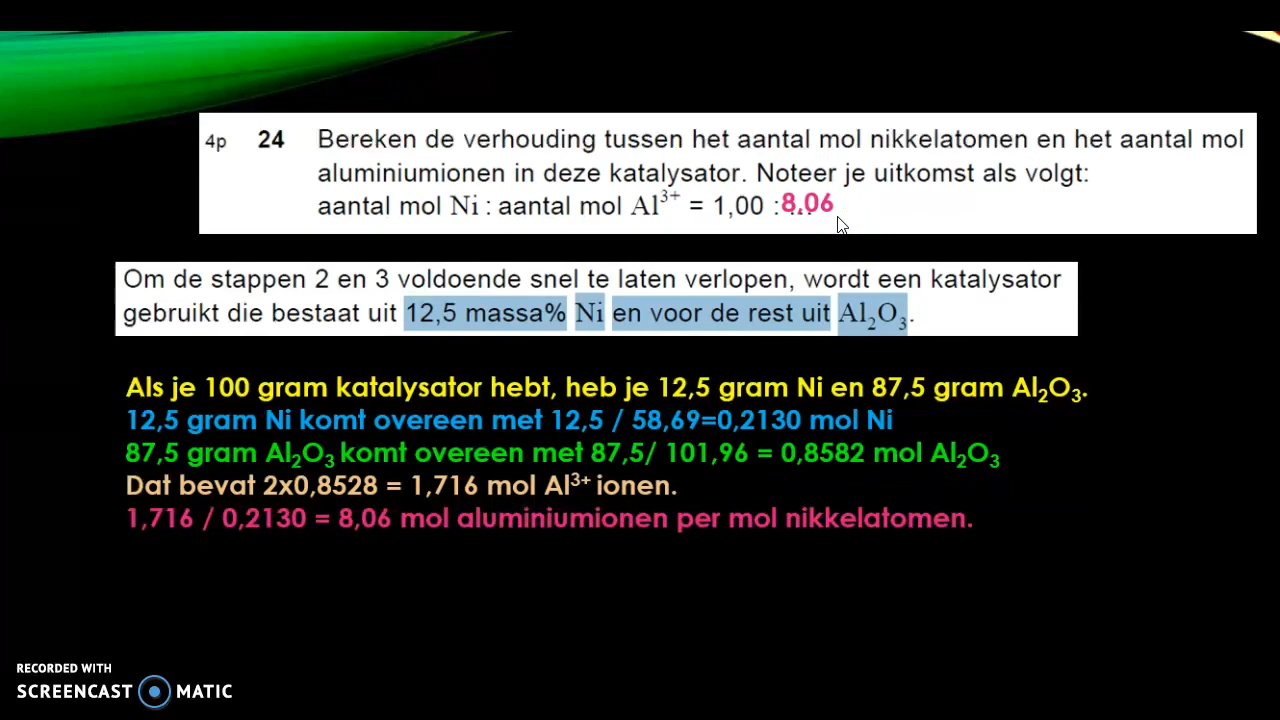 4p 24 Bereken de verhouding tussen het aantal mol nikkelatomen en het aantal mol
aluminiumionen in deze katalysator. Noteer je uitkomst als volgt:
aantal mol Ni : aantal mol Al³⁺ = 1,00 : 8,06
Om de stappen 2 en 3 voldoende snel te laten verlopen, wordt een katalysator
gebruikt die bestaat uit 12,5 massa% Ni en voor de rest uit Al₂O₃.
Als je 100 gram katalysator hebt, heb je 12,5 gram Ni en 87,5 gram Al₂O₃.
12,5 gram Ni komt overeen met 12,5 / 58,69=0,2130 mol Ni
87,5 gram Al₂O₃ komt overeen met 87,5/ 101,96 = 0,8582 mol Al₂O₃
Dat bevat 2x0,8528 = 1,716 mol Al³⁺ ionen.
1,716 / 0,2130 = 8,06 mol aluminiumionen per mol nikkelatomen.
RECORDED WITH
SCREENCAST MATIC